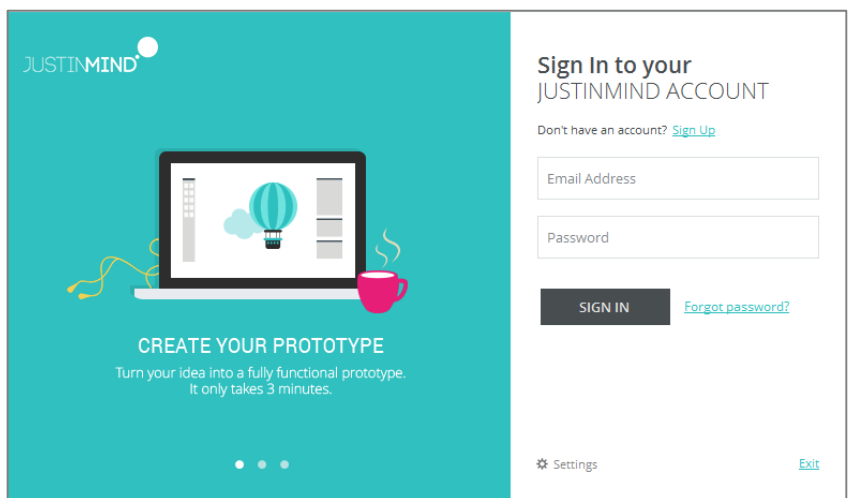 JUSTINMIND
CREATE YOUR PROTOTYPE
Turn your idea into a fully functional prototype.
It only takes 3 minutes.
Sign In to your
JUSTINMIND ACCOUNT
Don't have an account? Sign Up
Email Address
Password
SIGN IN Forgot password?
Settings Exit